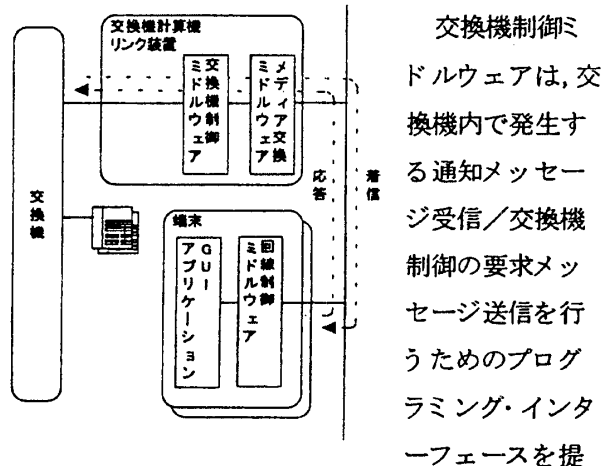 交換機計算機
リンク装置
交換機制御
ミドルウェア
メディア交換
ミドルウェア
交換機
応答
着信
端末
GUI
アプリケーション
回線制御
ミドルウェア
交換機制御ミ
ドルウェアは,交
換機内で発生す
る通知メッセー
ジ受信／交換機
制御の要求メッ
セージ送信を行
うためのプログ
ラミング・インタ
ーフェースを提